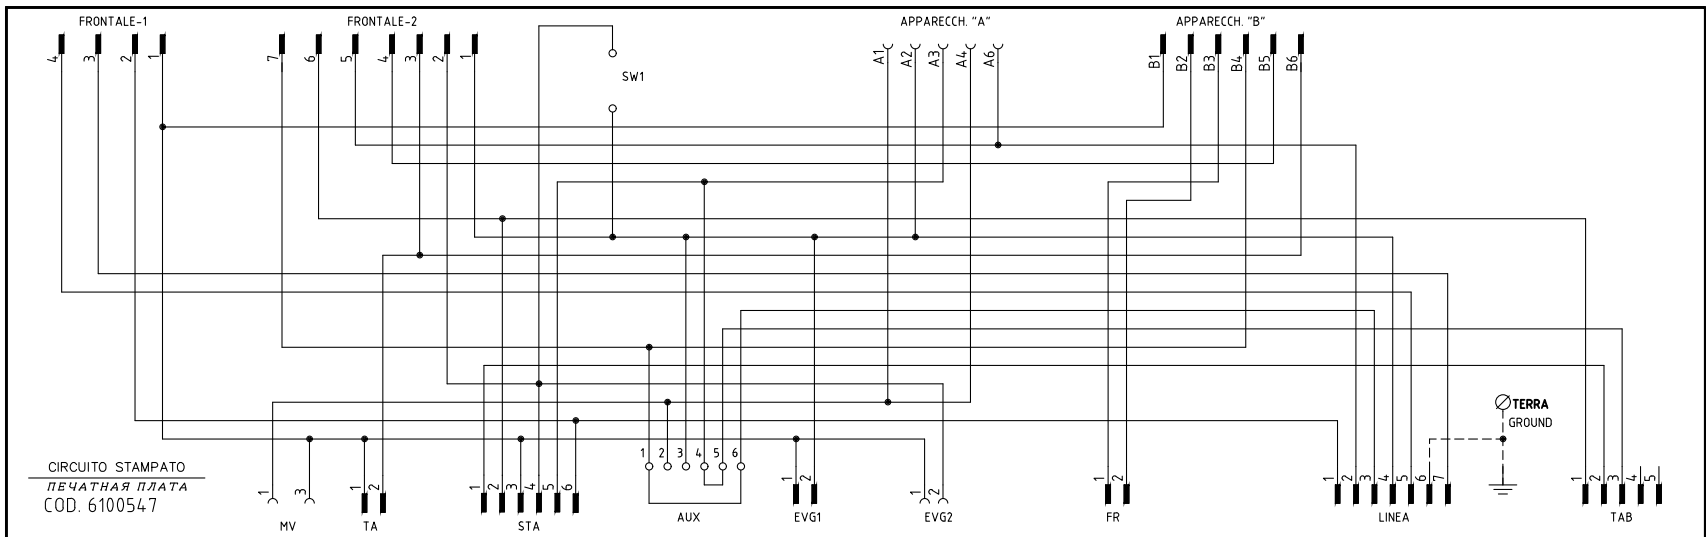 FRONTALE-1
FRONTALE-2
APPARECCH. "A"
APPARECCH. "B"
4 3 2 1
7 6 5 4 3 2 1
SW1
A1 A2 A3 A4 A6
B1 B2 B3 B4 B5 B6
TERRA
GROUND
CIRCUITO STAMPATO
ПЕЧАТНАЯ ПЛАТА
COD. 6100547
1 3
MV
1 2
TA
1 2 3 4 5 6
STA
1 2 3 4 5 6
AUX
1 2
EVG1
1 2
EVG2
1 2
FR
1 2 3 4 5 6 7
LINEA
1 2 3 4 5
TAB